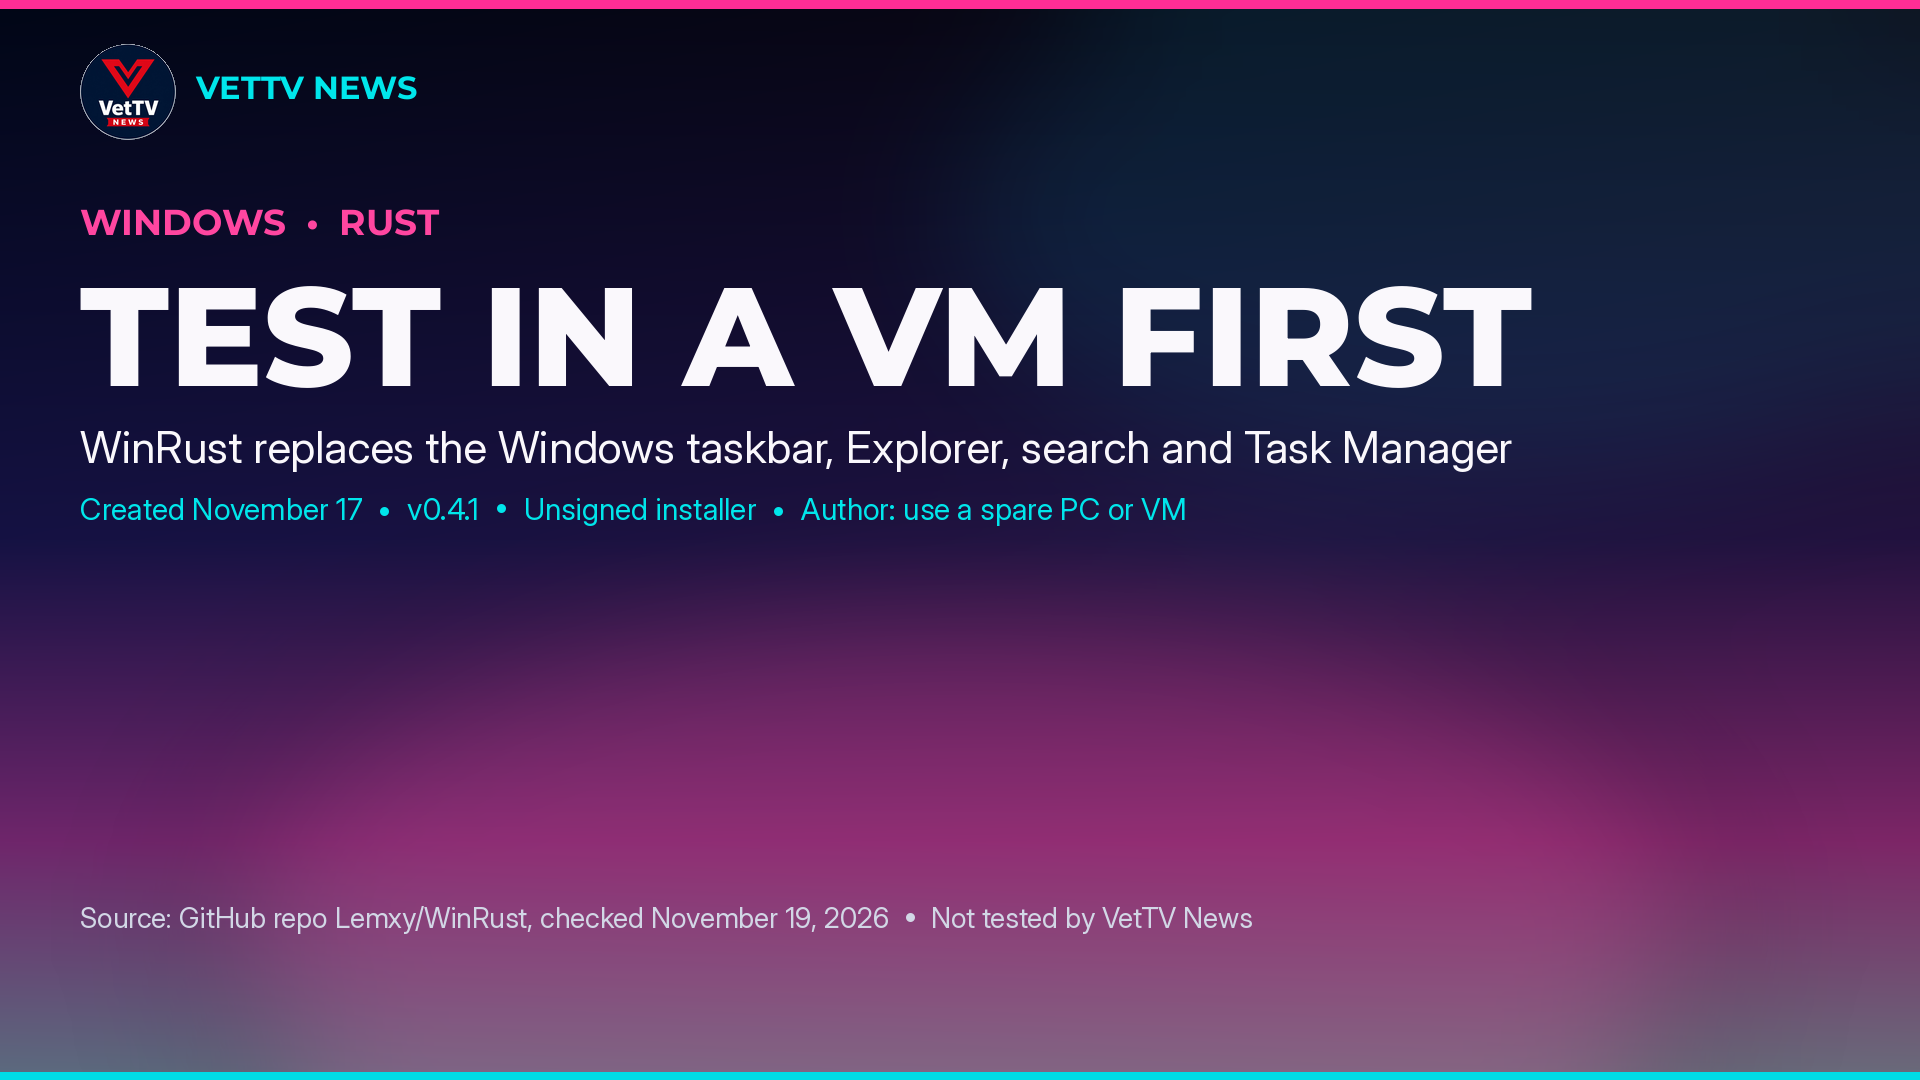 VetTV
NEWS
VETTV NEWS
WINDOWS • RUST
TEST IN A VM FIRST
WinRust replaces the Windows taskbar, Explorer, search and Task Manager
Created November 17 • v0.4.1 • Unsigned installer • Author: use a spare PC or VM
Source: GitHub repo Lemxy/WinRust, checked November 19, 2026 • Not tested by VetTV News